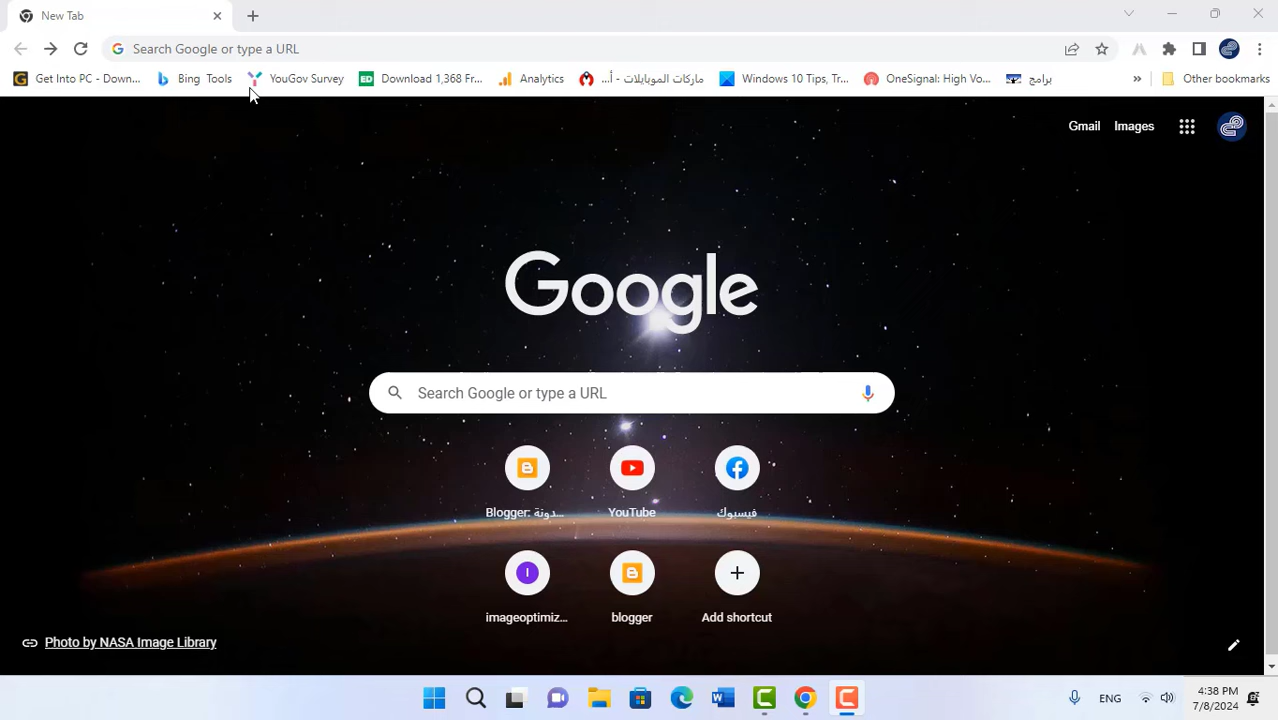 New Tab
Search Google or type a URL
Get Into PC - Down...
Bing Tools
YouGov Survey
ED
Download 1,368 Fr...
Analytics
ماركات الموبايلات - أ...
Windows 10 Tips, Tr...
OneSignal: High Vo...
برامج
»
Other bookmarks
Gmail
Images
Google
Search Google or type a URL
Blogger: مدونة...
YouTube
فيسبوك
I
imageoptimiz...
blogger
Add shortcut
Photo by NASA Image Library
ENG
4:38 PM
7/8/2024